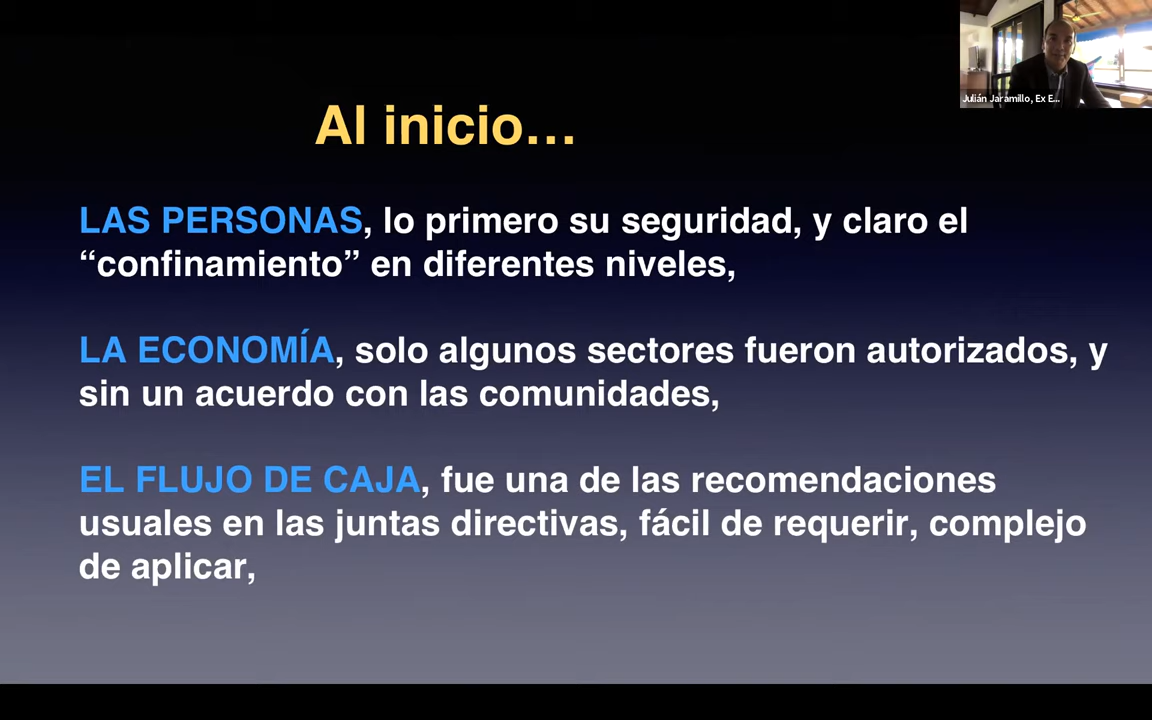 Julián Jaramillo, Ex E...
Al inicio...
LAS PERSONAS, lo primero su seguridad, y claro el
“confinamiento” en diferentes niveles,
LA ECONOMÍA, solo algunos sectores fueron autorizados, y
sin un acuerdo con las comunidades,
EL FLUJO DE CAJA, fue una de las recomendaciones
usuales en las juntas directivas, fácil de requerir, complejo
de aplicar,